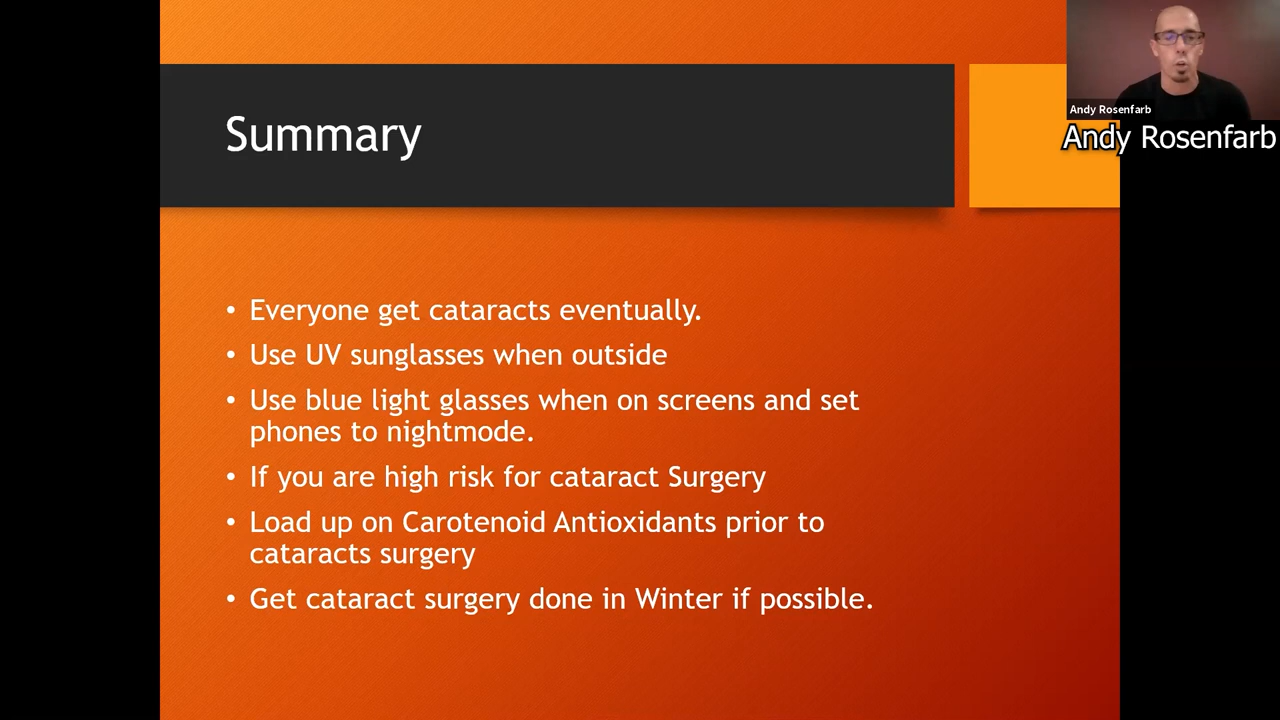 Summary
Andy Rosenfarb
Andy Rosenfarb
• Everyone get cataracts eventually.
• Use UV sunglasses when outside
• Use blue light glasses when on screens and set
phones to nightmode.
• If you are high risk for cataract Surgery
• Load up on Carotenoid Antioxidants prior to
cataracts surgery
• Get cataract surgery done in Winter if possible.